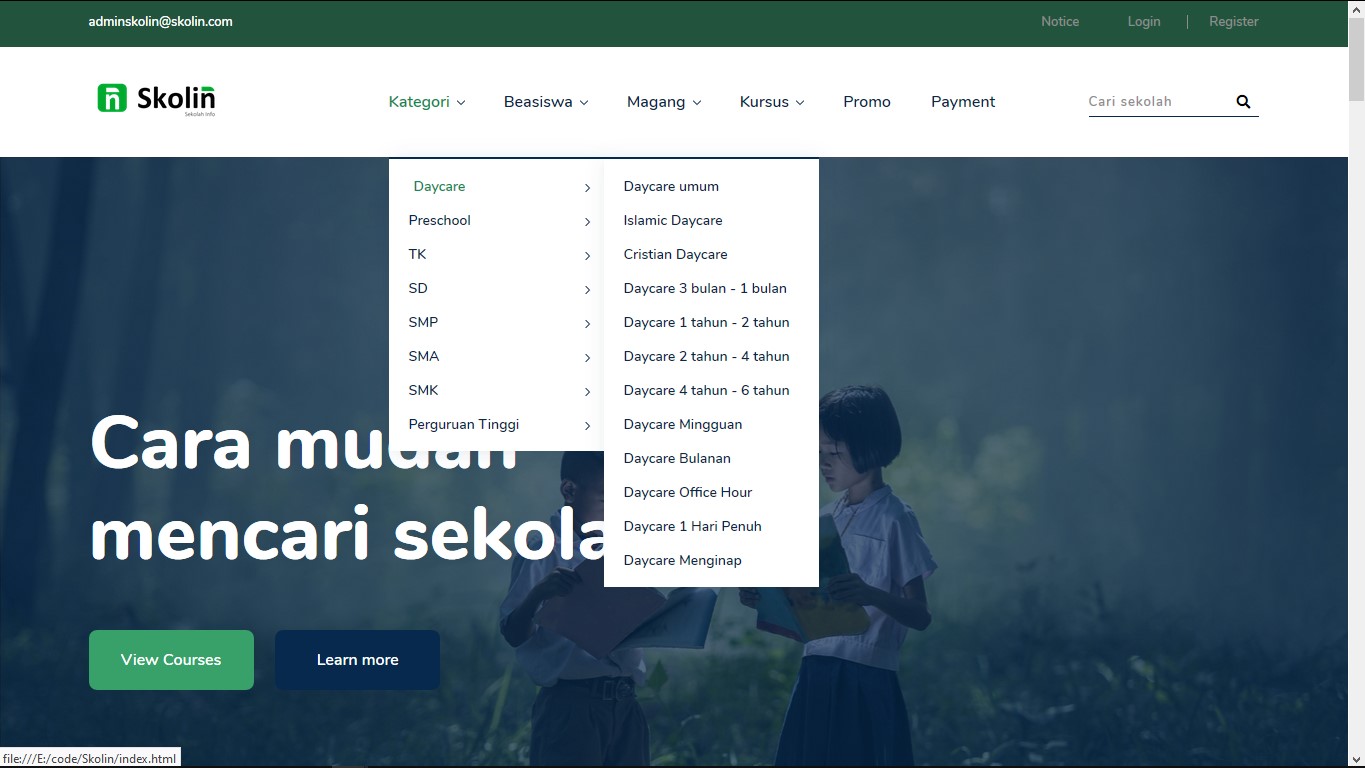 adminskolin@skolin.com
Notice
Login
Register
Skolin
Sekolah Info
Kategori
Beasiswa
Magang
Kursus
Promo
Payment
Cari sekolah
Daycare
Preschool
TK
SD
SMP
SMA
SMK
Perguruan Tinggi
Daycare umum
Islamic Daycare
Cristian Daycare
Daycare 3 bulan - 1 bulan
Daycare 1 tahun - 2 tahun
Daycare 2 tahun - 4 tahun
Daycare 4 tahun - 6 tahun
Daycare Mingguan
Daycare Bulanan
Daycare Office Hour
Daycare 1 Hari Penuh
Daycare Menginap
Cara mudah
mencari sekola
View Courses
Learn more
file:///E:/code/Skolin/index.html